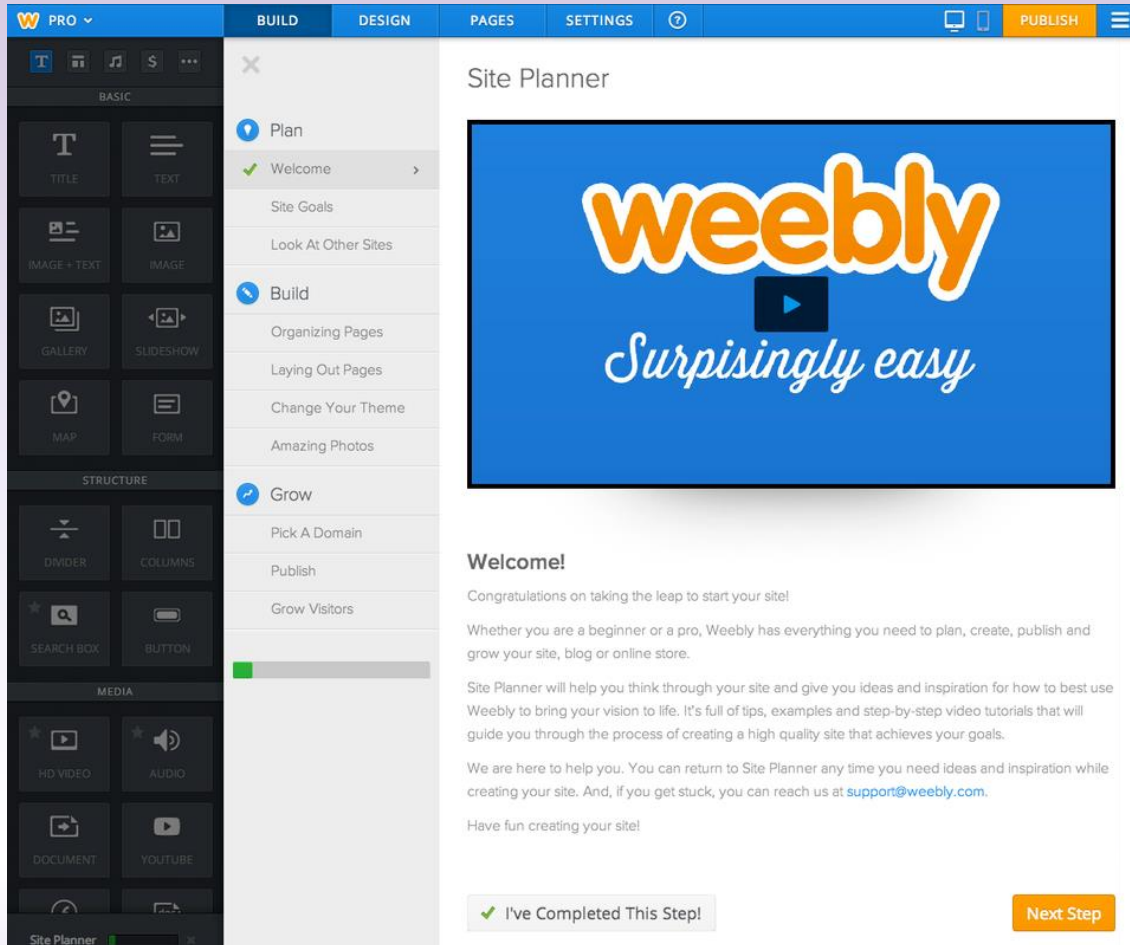 PRO
BUILD
DESIGN
PAGES
SETTINGS
?
PUBLISH
T
$
BASIC
T
TITLE
TEXT
IMAGE + TEXT
IMAGE
GALLERY
SLIDESHOW
MAP
FORM
STRUCTURE
DIVIDER
COLUMNS
SEARCH BOX
BUTTON
MEDIA
HD VIDEO
AUDIO
DOCUMENT
YOUTUBE
Site Planner
Plan
Welcome
Site Goals
Look At Other Sites
Build
Organizing Pages
Laying Out Pages
Change Your Theme
Amazing Photos
Grow
Pick A Domain
Publish
Grow Visitors
Site Planner
weebly
Surpisingly easy
Welcome!
Congratulations on taking the leap to start your site!
Whether you are a beginner or a pro, Weebly has everything you need to plan, create, publish and
grow your site, blog or online store.
Site Planner will help you think through your site and give you ideas and inspiration for how to best use
Weebly to bring your vision to life. It's full of tips, examples and step-by-step video tutorials that will
guide you through the process of creating a high quality site that achieves your goals.
We are here to help you. You can return to Site Planner any time you need ideas and inspiration while
creating your site. And, if you get stuck, you can reach us at support@weebly.com.
Have fun creating your site!
I've Completed This Step!
Next Step